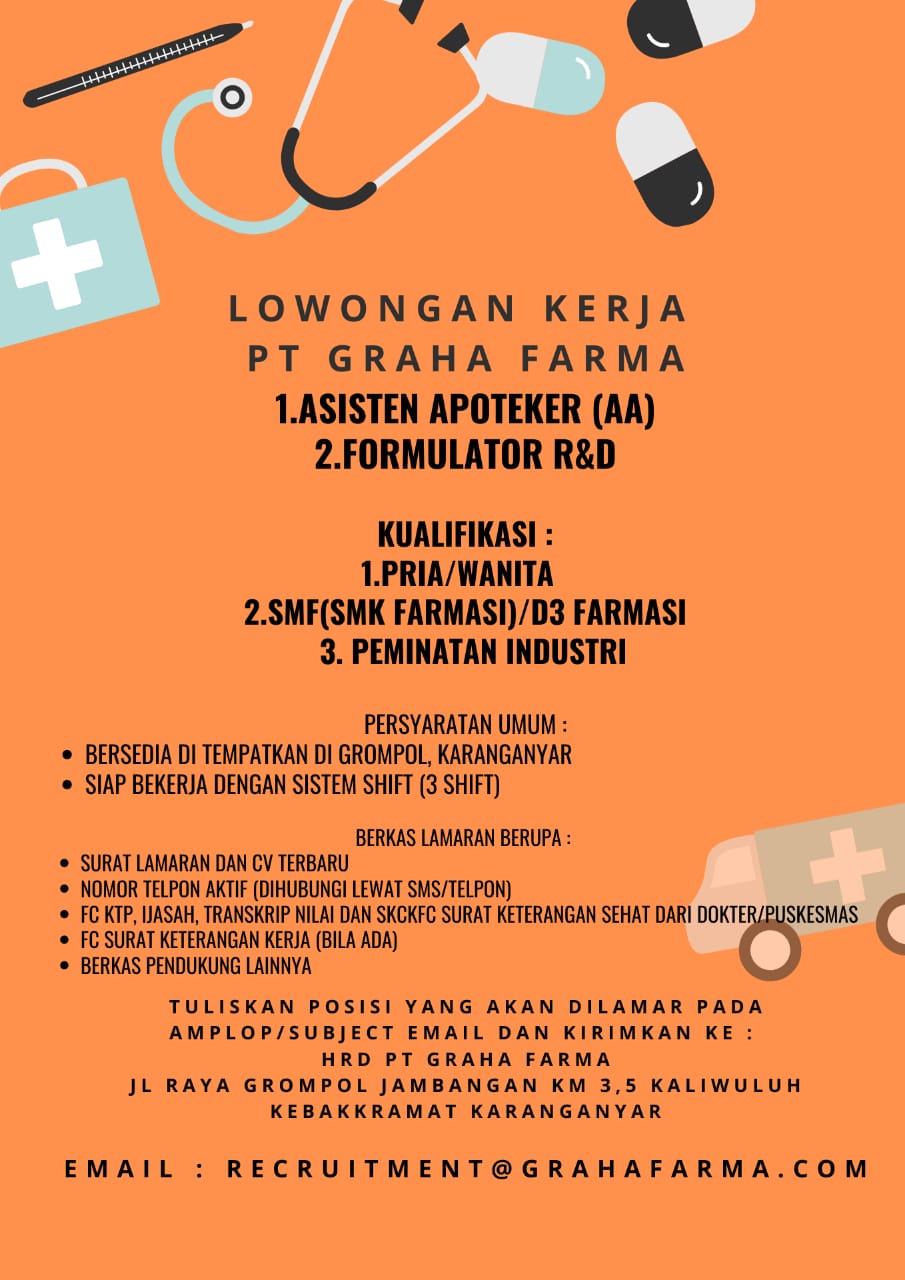 LOWONGAN KERJA
PT GRAHA FARMA
1.ASISTEN APOTEKER (AA)
2.FORMULATOR R&D
KUALIFIKASI :
1.PRIA/WANITA
2.SMF(SMK FARMASI)/D3 FARMASI
3. PEMINATAN INDUSTRI
PERSYARATAN UMUM :
• BERSEDIA DI TEMPATKAN DI GROMPOL, KARANGANYAR
• SIAP BEKERJA DENGAN SISTEM SHIFT (3 SHIFT)
BERKAS LAMARAN BERUPA :
• SURAT LAMARAN DAN CV TERBARU
• NOMOR TELPON AKTIF (DIHUBUNGI LEWAT SMS/TELPON)
• FC KTP, IJASAH, TRANSKRIP NILAI DAN SKCKFC SURAT KETERANGAN SEHAT DARI DOKTER/PUSKESMAS
• FC SURAT KETERANGAN KERJA (BILA ADA)
• BERKAS PENDUKUNG LAINNYA
TULISKAN POSISI YANG AKAN DILAMAR PADA
AMPLOP/SUBJECT EMAIL DAN KIRIMKAN KE :
HRD PT GRAHA FARMA
JL RAYA GROMPOL JAMBANGAN KM 3,5 KALIWULUH
KEBAKKRAMAT KARANGANYAR
EMAIL : RECRUITMENT@GRAHAFARMA.COM